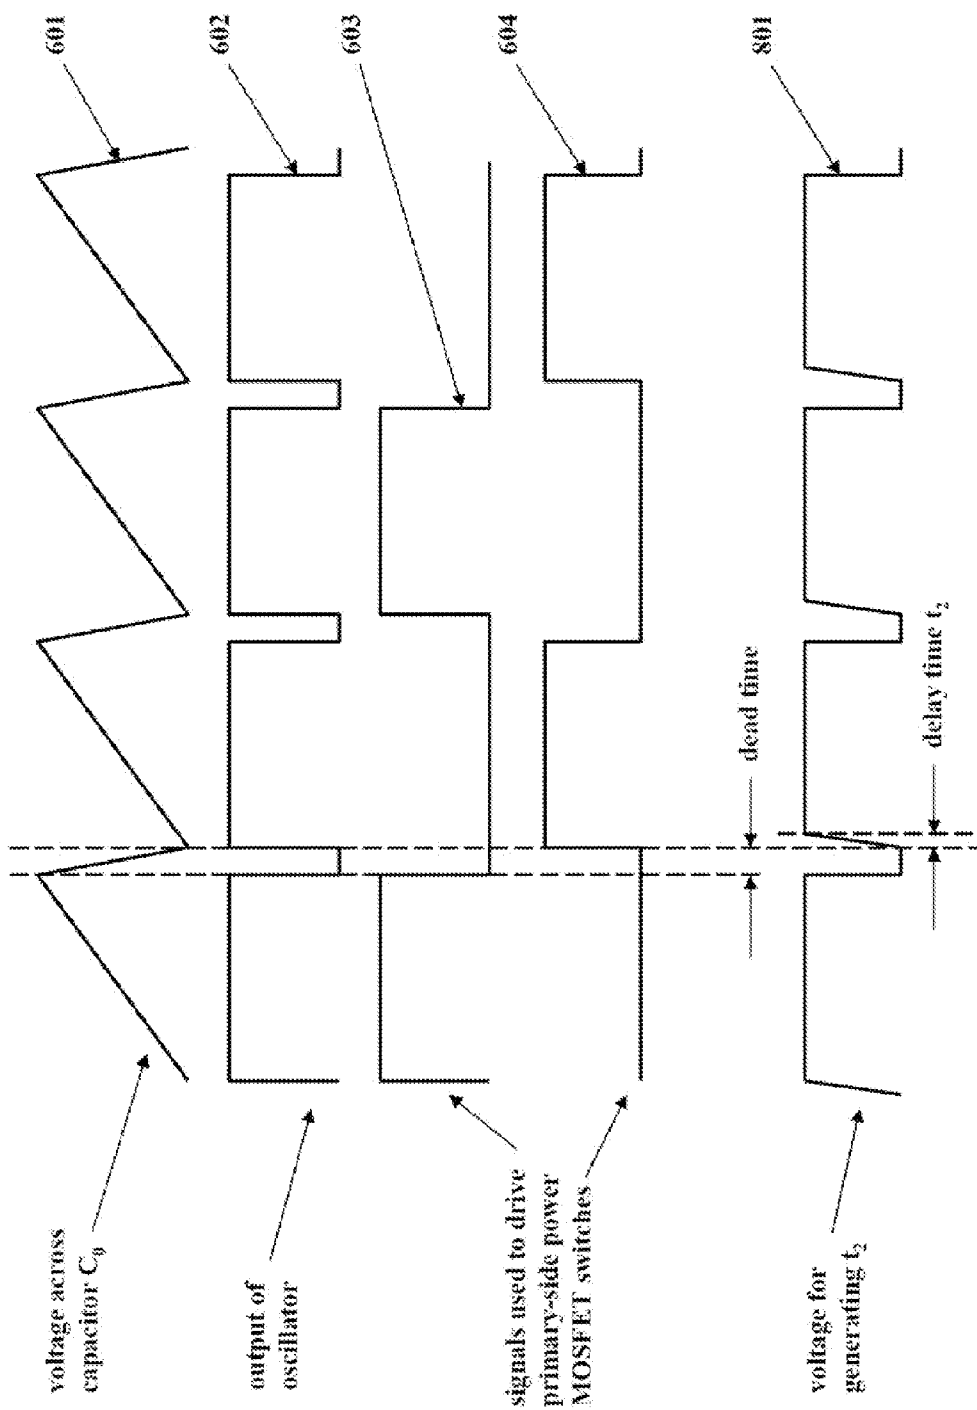 voltage across
capacitor C₀
601
output of
oscillator
602
signals used to drive
primary-side power
MOSFET switches
603
604
dead time
voltage for
generating t₂
801
delay time t₂